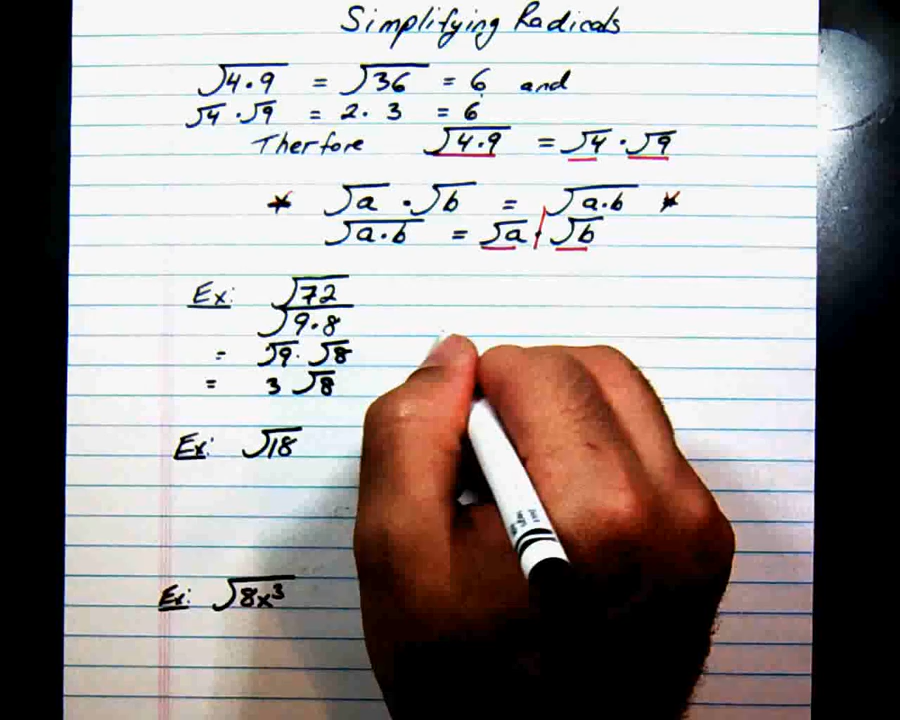 Simplifying Radicals
√4·9 = √36 = 6 and
√4 · √9 = 2 · 3 = 6
Therfore √4·9 = √4 · √9
* √a · √b = √a·b *
√a·b = √a · √b
Ex: √72
√9·8
= √9 · √8
= 3 √8
Ex: √18
Ex: √8x³